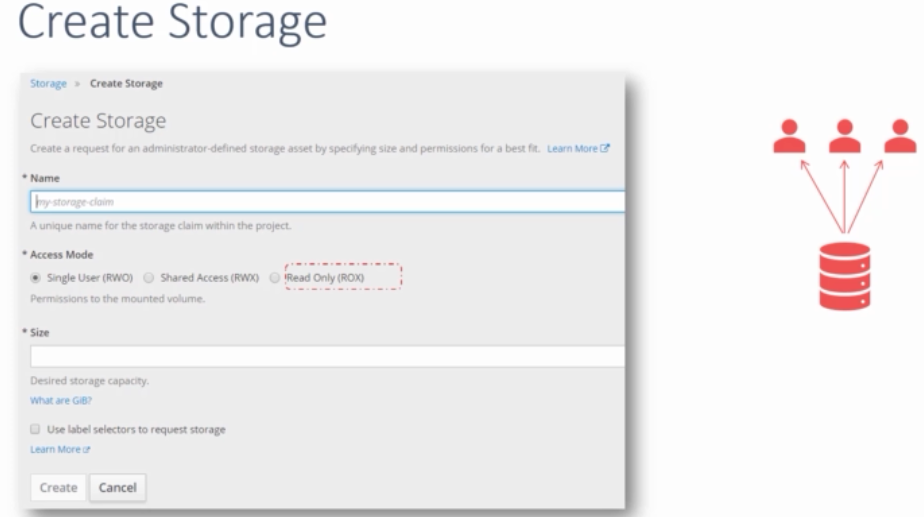 Create Storage
Storage » Create Storage
Create Storage
Create a request for an administrator-defined storage asset by specifying size and permissions for a best fit. Learn More
* Name
my-storage-claim
A unique name for the storage claim within the project.
* Access Mode
Single User (RWO) Shared Access (RWX) Read Only (ROX)
Permissions to the mounted volume.
* Size
Desired storage capacity.
What are GiB?
Use label selectors to request storage
Learn More
Create Cancel